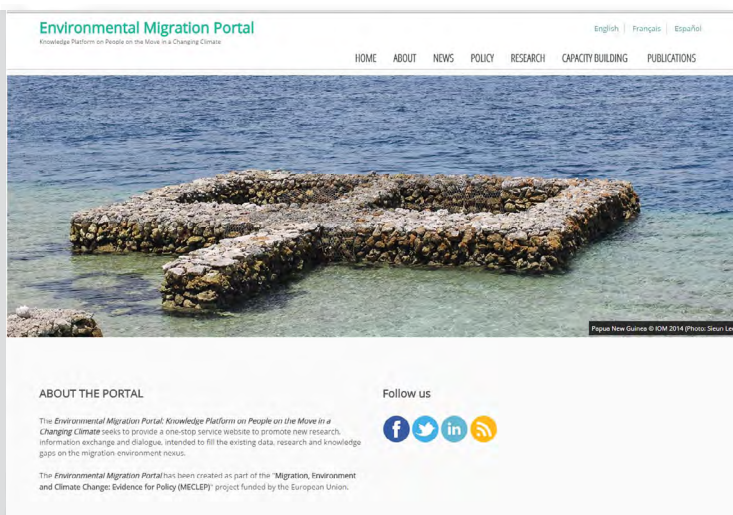 Environmental Migration Portal
Knowledge Platform on People on the Move in a Changing Climate
English | Français | Español
HOME ABOUT NEWS POLICY RESEARCH CAPACITY BUILDING PUBLICATIONS
Papua New Guinea © IOM 2014 (Photo: Sieun Lee
ABOUT THE PORTAL
The Environmental Migration Portal: Knowledge Platform on People on the Move in a
Changing Climate seeks to provide a one-stop service website to promote new research,
information exchange and dialogue, intended to fill the existing data, research and knowledge
gaps on the migration-environment nexus.
The Environmental Migration Portal has been created as part of the "Migration, Environment
and Climate Change: Evidence for Policy (MECLEP)" project funded by the European Union.
Follow us